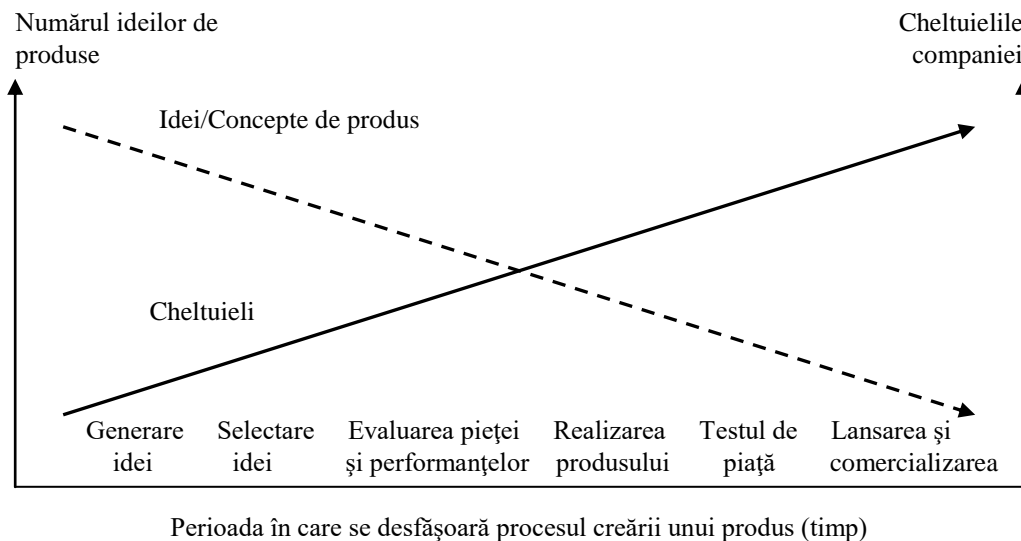 Numărul ideilor de
produse
Cheltuielile
companiei
Idei/Concepte de produs
Cheltuieli
Generare
idei
Selectare
idei
Evaluarea pieţei
şi performanţelor
Realizarea
produsului
Testul de
piaţă
Lansarea şi
comercializarea
Perioada în care se desfăşoară procesul creării unui produs (timp)